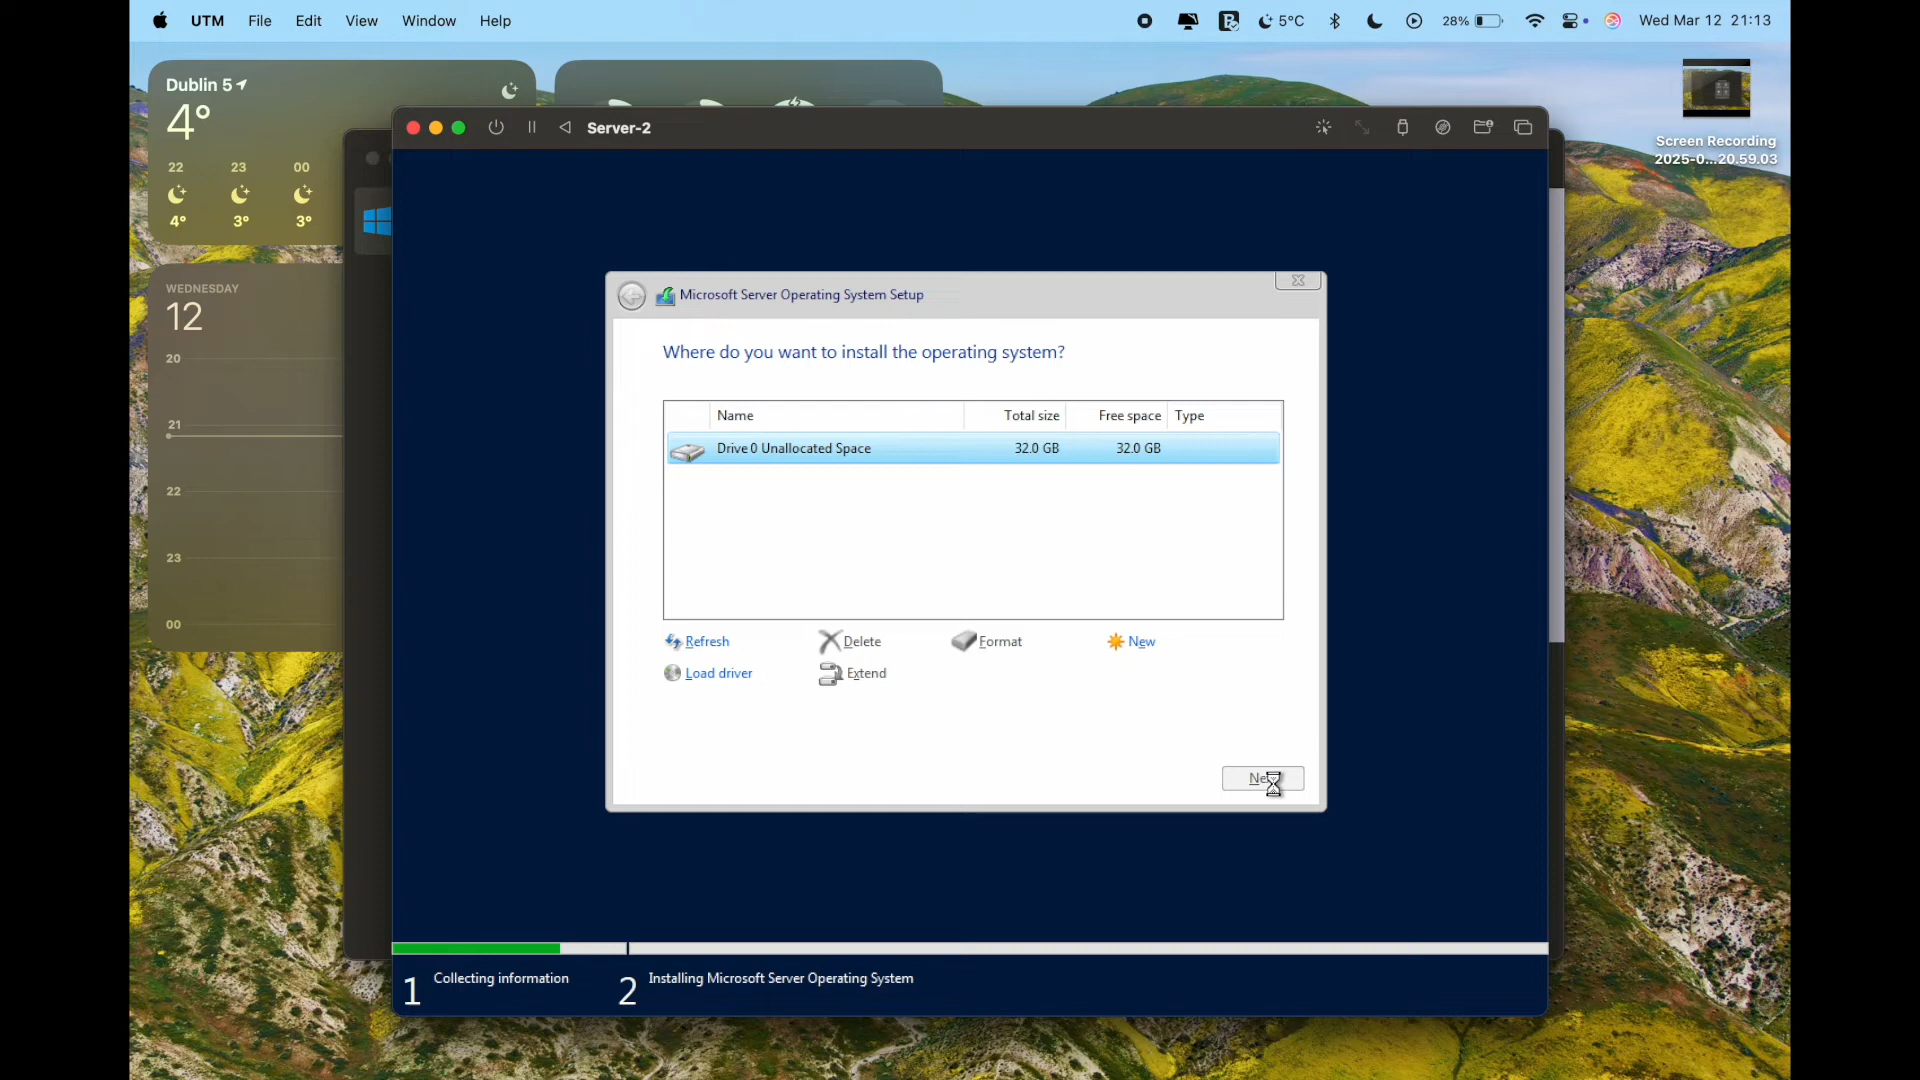 UTM File Edit View Window Help
5°C 28% Wed Mar 12 21:13
Dublin 5
4°
22 23 00
4° 3° 3°
WEDNESDAY
12
20
21
22
23
00
Screen Recording
2025-0...20.59.03
Server-2
Microsoft Server Operating System Setup
Where do you want to install the operating system?
Name Total size Free space Type
Drive 0 Unallocated Space 32.0 GB 32.0 GB
Refresh Delete Format New
Load driver Extend
1 Collecting information 2 Installing Microsoft Server Operating System